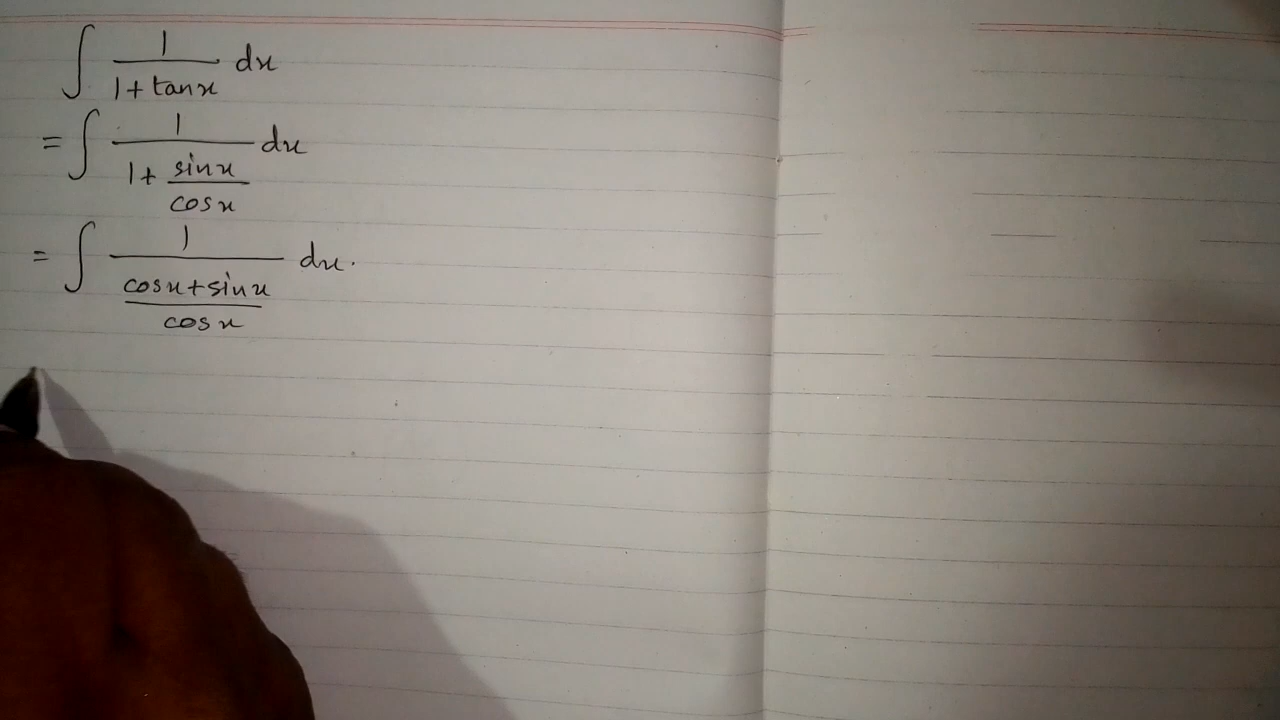 ∫ 1/(1+tanx) dx
= ∫ 1/(1+ sinx/cosx) dx
= ∫ 1/((cosx+sinx)/cosx) dx.